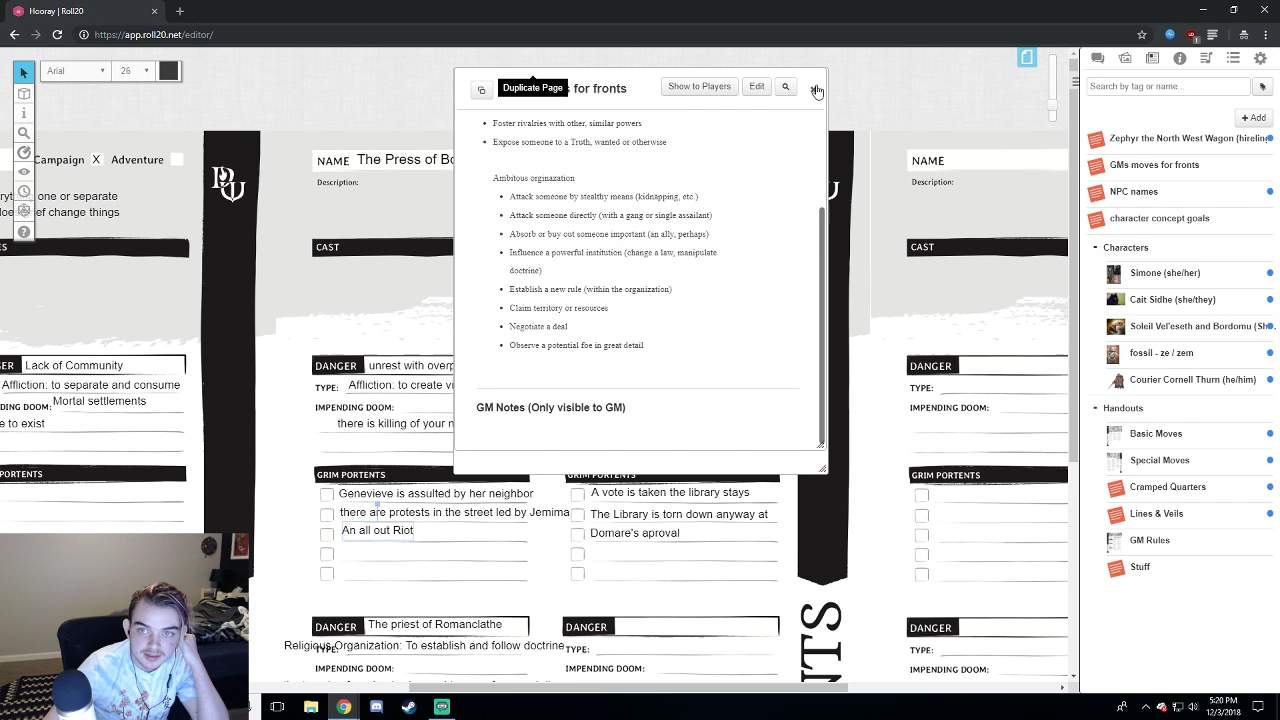 Hooray | Roll20
https://app.roll20.net/editor/
Arial
26
Campaign X Adventure
one or separate
change things
NAME The Press of
Description:
CAST
DANGER unrest with
TYPE: Affliction: to create
IMPENDING DOOM:
there is killing of your
GRIM PORTENTS
Genevieve is assulted by her neighbor
there are protests in the street led by Jemima
An all out Riot
Lack of Community
Affliction: to separate and consume
Mortal settlements
DOOM:
to exist
A vote is taken the library stays
The Library is torn down anyway at
Domare's aproval
DANGER The priest of Romanclathe
Religious Organization: To establish and follow doctrine
TYPE:
IMPENDING DOOM:
DANGER
TYPE:
IMPENDING DOOM:
Duplicate Page
for fronts
Show to Players
Edit
Foster rivalries with other, similar powers
Expose someone to a Truth, wanted or otherwise
Ambitous orginazation
Attack someone by stealthy means (kidnapping, etc.)
Attack someone directly (with a gang or single assailant)
Absorb or buy out someone important (an ally, perhaps)
Influence a powerful institution (change a law, manipulate
doctrine)
Establish a new rule (within the organization)
Claim territory or resources
Negotiate a deal
Observe a potential foe in great detail
GM Notes (Only visible to GM)
NAME
Description:
CAST
DANGER
TYPE:
IMPENDING DOOM:
GRIM PORTENTS
DANGER
TYPE:
IMPENDING DOOM:
Search by tag or name...
+ Add
Zephyr the North West Wagon (hireling
GMs moves for fronts
NPC names
character concept goals
Characters
Simone (she/her)
Cait Sidhe (she/they)
Soleil Vel'eseth and Bordomu (Sh
fossil - ze / zem
Courier Cornell Thurn (he/him)
Handouts
Basic Moves
Special Moves
Cramped Quarters
Lines & Veils
GM Rules
Stuff
5:20 PM
12/3/2018